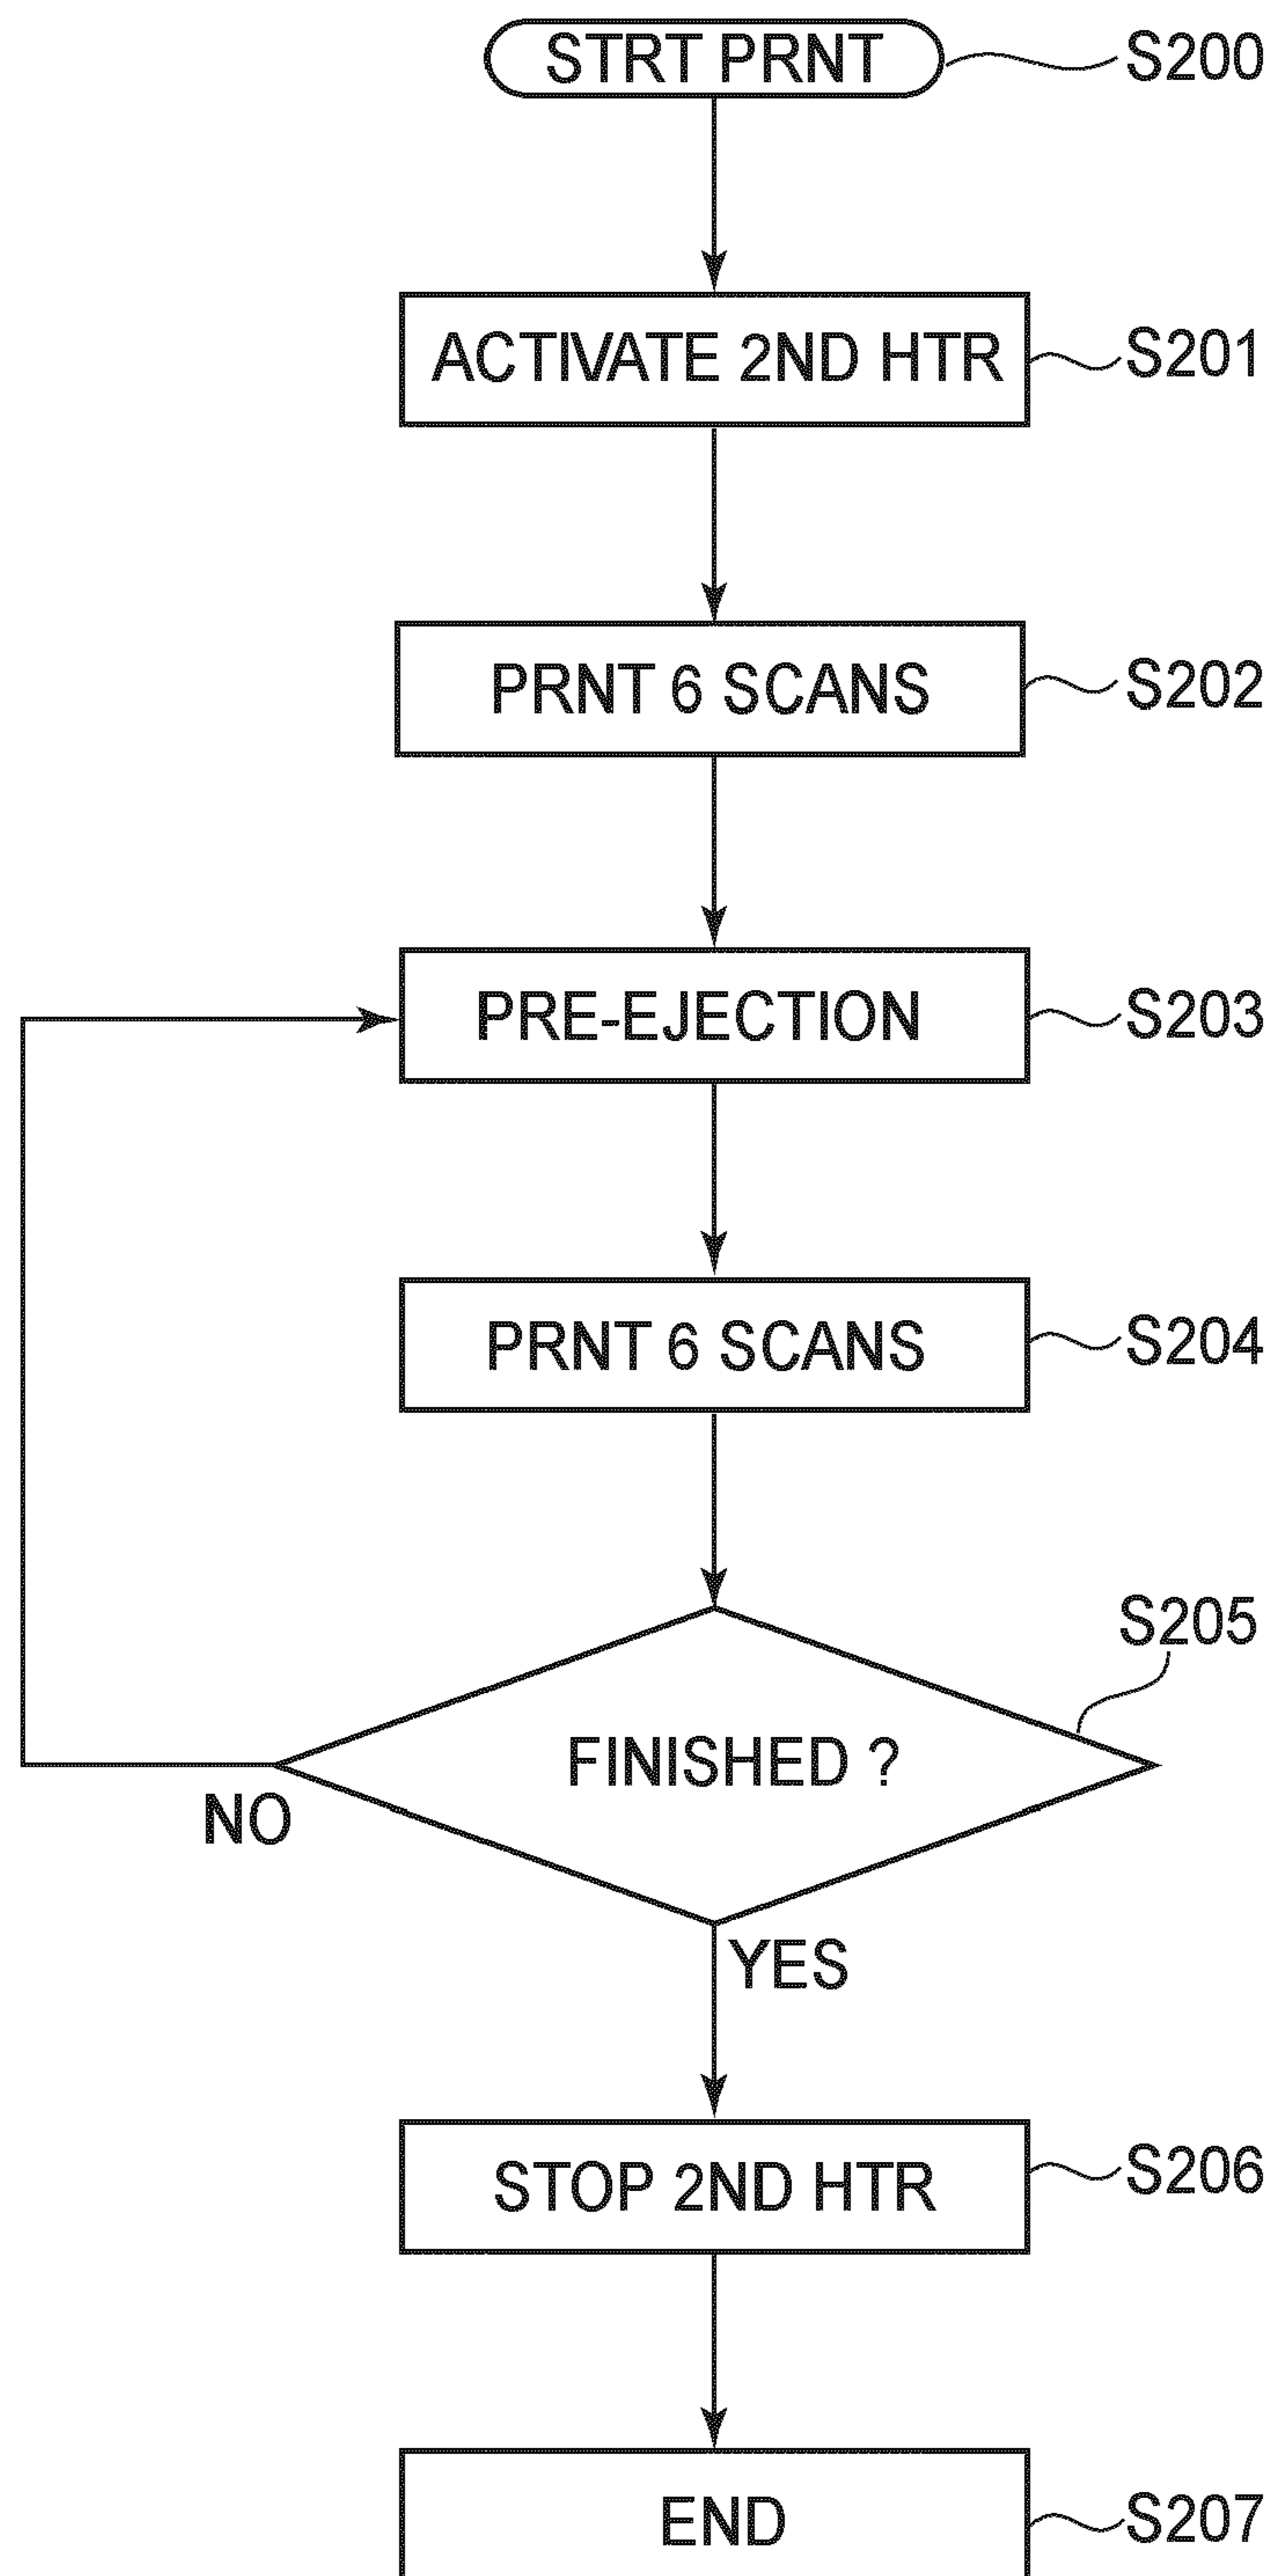 STRT PRNT S200
ACTIVATE 2ND HTR S201
PRNT 6 SCANS S202
PRE-EJECTION S203
PRNT 6 SCANS S204
S205
FINISHED ?
NO
YES
STOP 2ND HTR S206
END S207